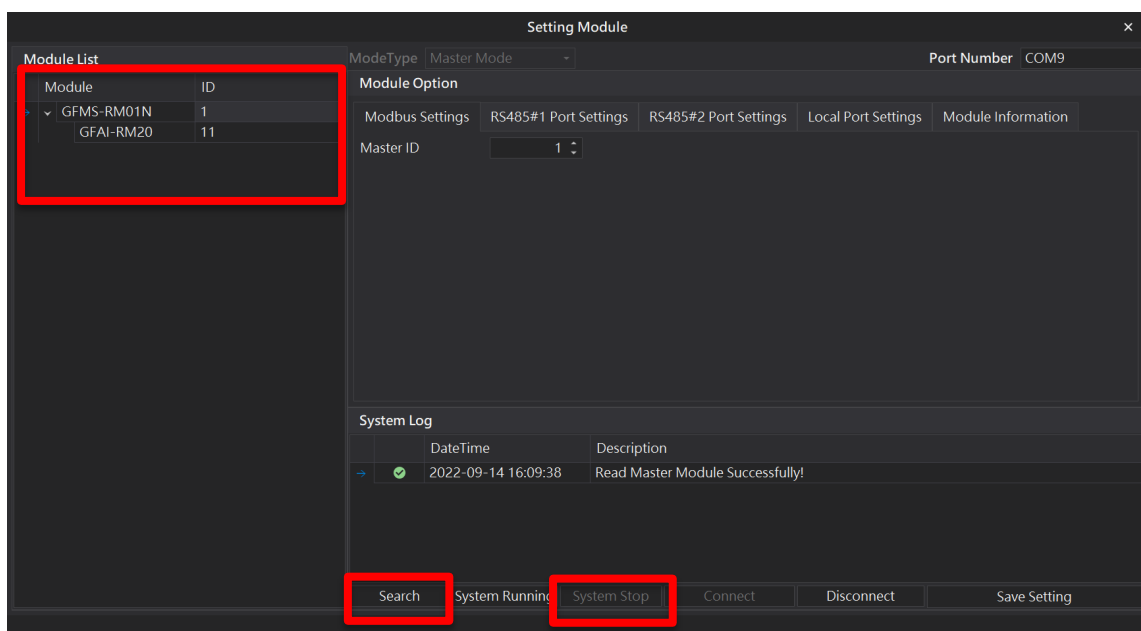 Setting Module ×
Module List
Module ID
GFMS-RM01N 1
GFAI-RM20 11
ModeType Master Mode Port Number COM9
Module Option
Modbus Settings RS485#1 Port Settings RS485#2 Port Settings Local Port Settings Module Information
Master ID 1
System Log
DateTime Description
2022-09-14 16:09:38 Read Master Module Successfully!
Search System Running System Stop Connect Disconnect Save Setting